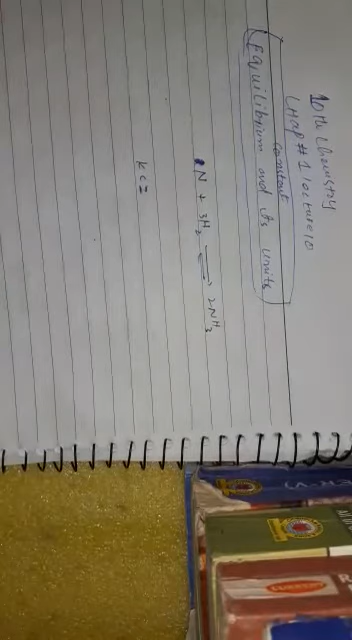 10th Chemistry
Chap # 1 lecture 10
constant
Equilibrium and its units
N + 3H₂ ⇌ 2NH₃
Kc =